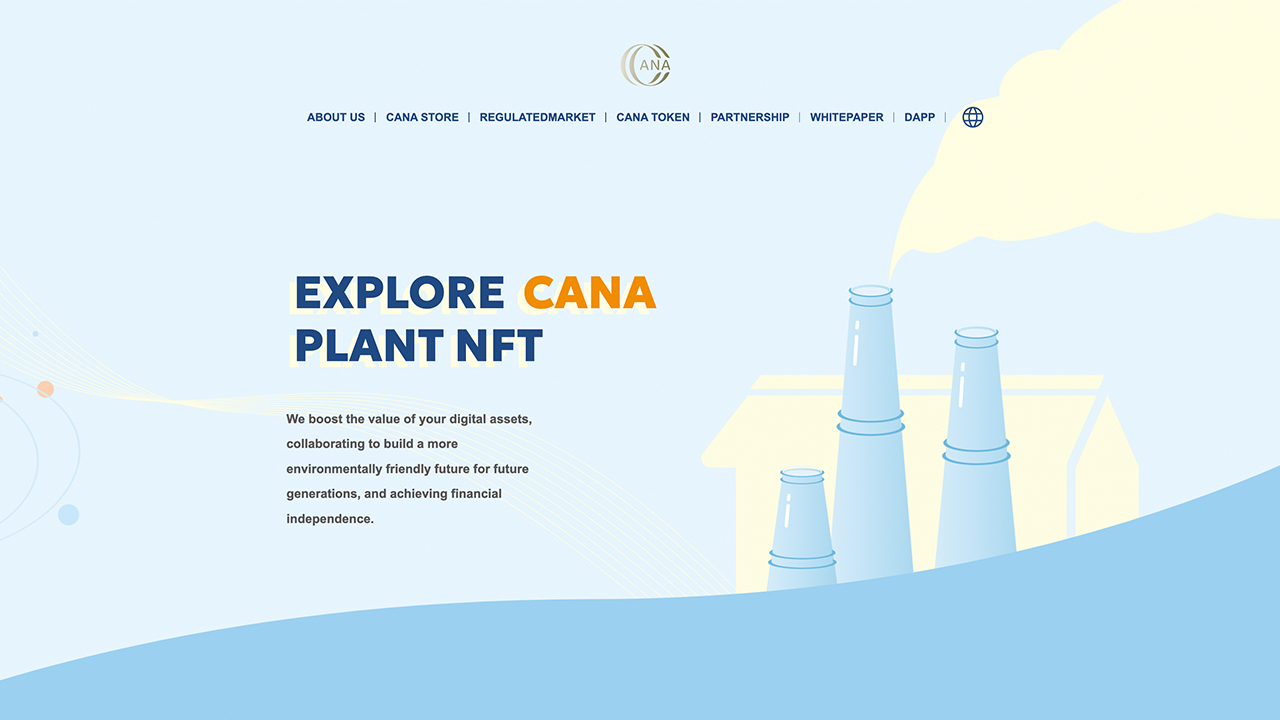 CANA
ABOUT US | CANA STORE | REGULATEDMARKET | CANA TOKEN | PARTNERSHIP | WHITEPAPER | DAPP |
EXPLORE CANA
PLANT NFT
We boost the value of your digital assets,
collaborating to build a more
environmentally friendly future for future
generations, and achieving financial
independence.